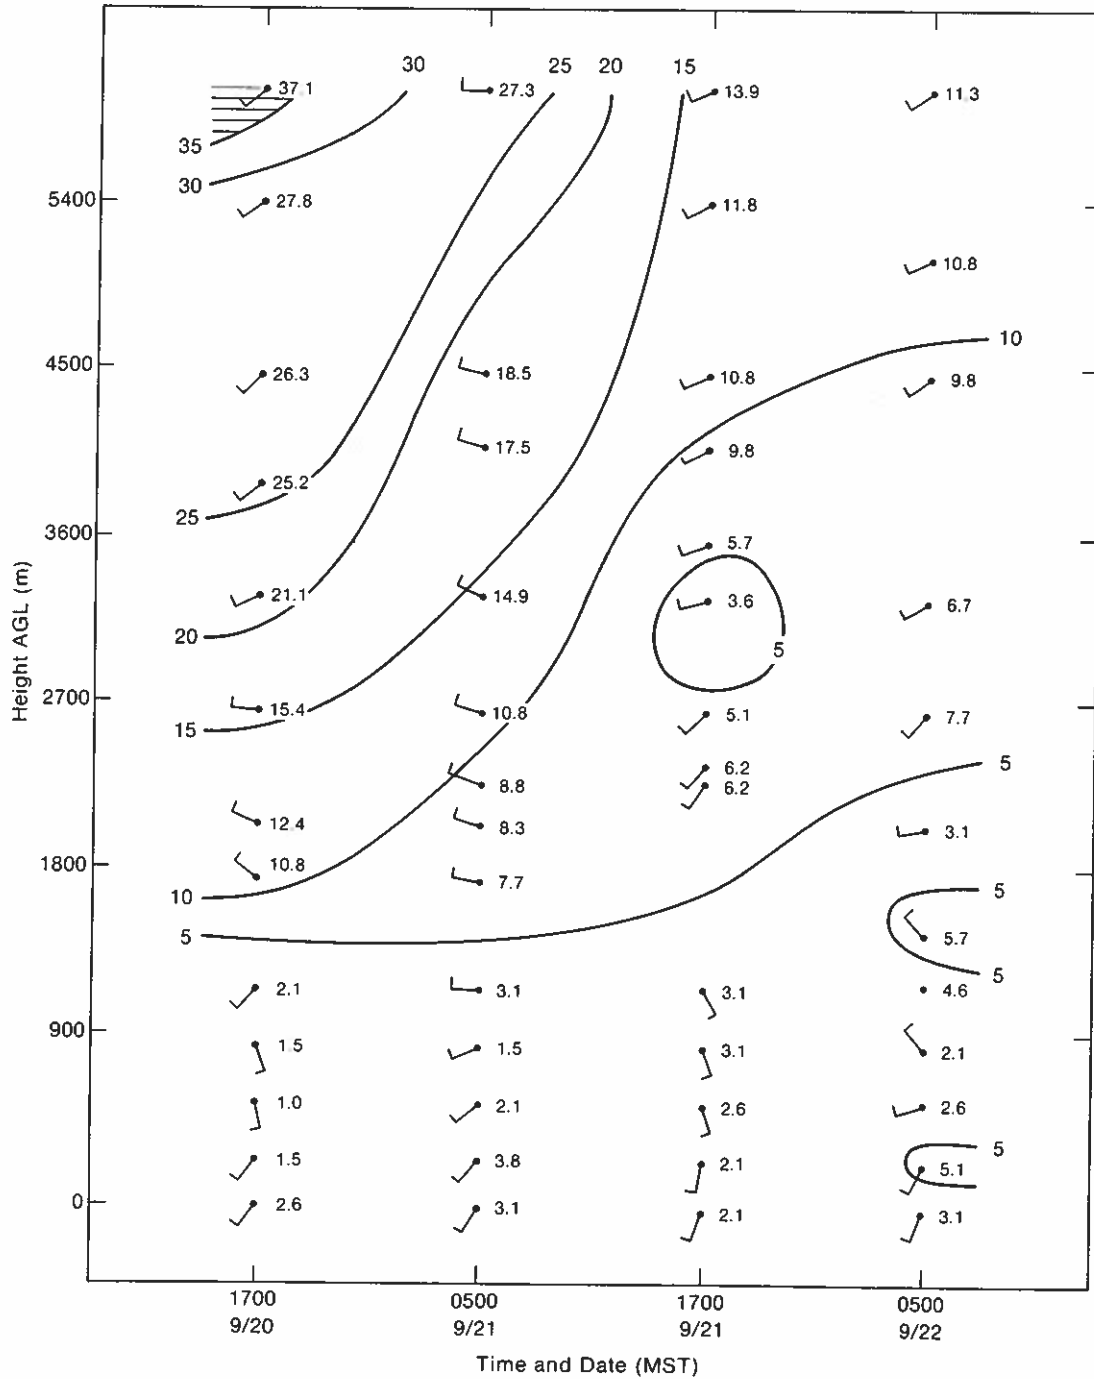 30 25 20 15
37.1 27.3 13.9 11.3
35
30
5400 27.8 11.8
10.8
10
4500 26.3 18.5 10.8 9.8
17.5 9.8
25.2
25
3600 5.7
21.1 14.9 3.6 6.7
20
5
2700 15.4 10.8 5.1 7.7
15
6.2 5
8.8 6.2
12.4 8.3 3.1
1800 10.8 7.7
10 5
5 5.7
5
2.1 3.1 3.1 4.6
900
1.5 1.5 3.1 2.1
1.0 2.1 2.6 2.6
5
1.5 3.8 2.1 5.1
0 2.6 3.1 2.1 3.1
Height AGL (m)
1700 0500 1700 0500
9/20 9/21 9/21 9/22
Time and Date (MST)